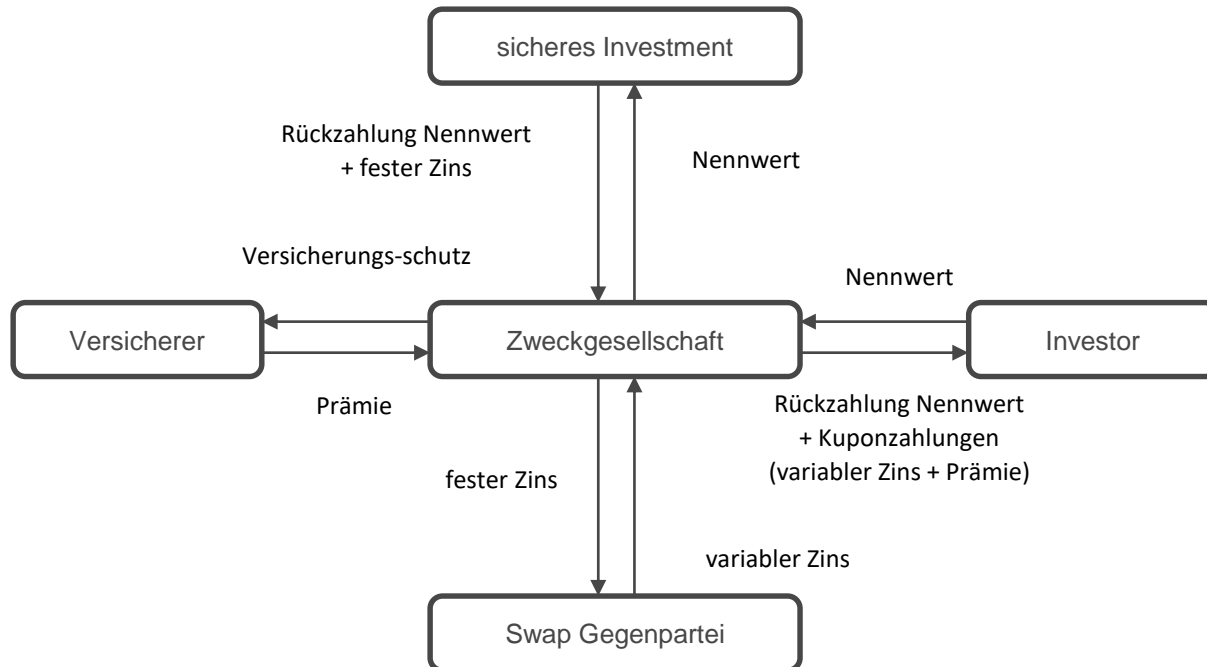 sicheres Investment
Rückzahlung Nennwert
+ fester Zins
Nennwert
Versicherungs-schutz
Nennwert
Versicherer
Zweckgesellschaft
Investor
Prämie
Rückzahlung Nennwert
+ Kuponzahlungen
(variabler Zins + Prämie)
fester Zins
variabler Zins
Swap Gegenpartei